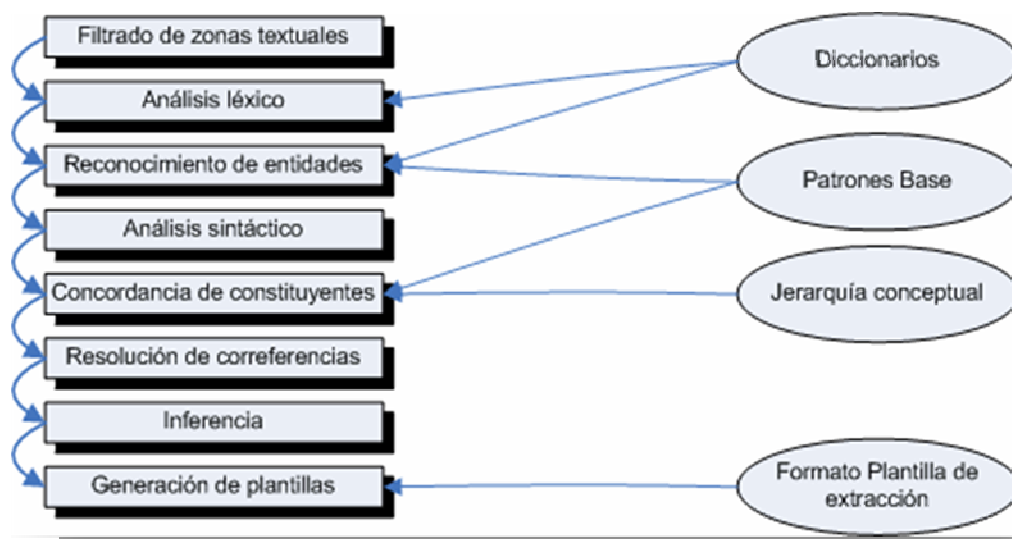 Filtrado de zonas textuales
Análisis léxico
Reconocimiento de entidades
Análisis sintáctico
Concordancia de constituyentes
Resolución de correferencias
Inferencia
Generación de plantillas
Diccionarios
Patrones Base
Jerarquía conceptual
Formato Plantilla de
extracción